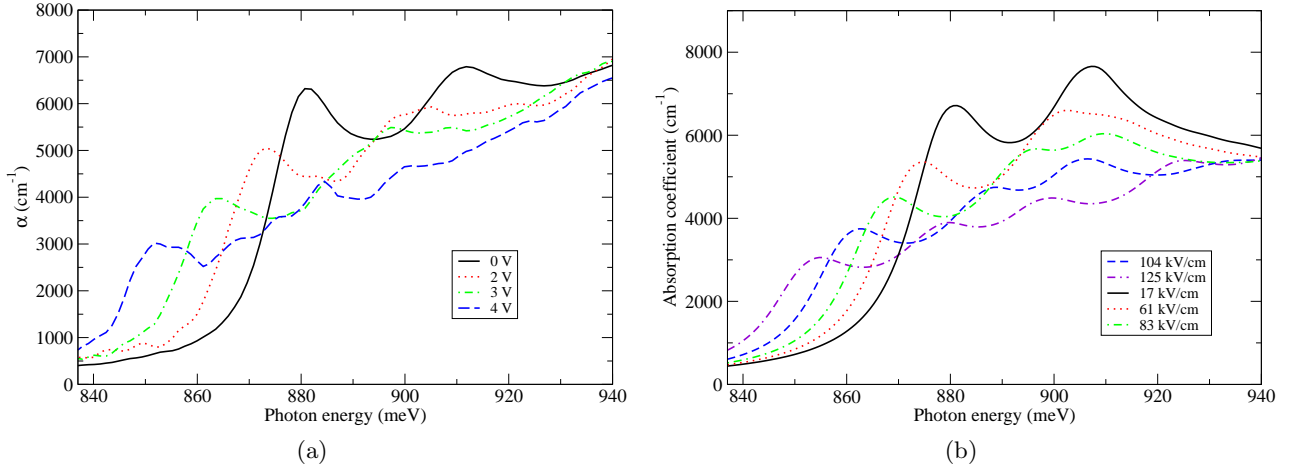 8000
7000
6000
5000
4000
3000
2000
1000
0
α (cm⁻¹)
840
860
880
900
920
940
Photon energy (meV)
0 V
2 V
3 V
4 V
(a)
8000
6000
4000
2000
0
Absorption coefficient (cm⁻¹)
840
860
880
900
920
940
Photon energy (meV)
104 kV/cm
125 kV/cm
17 kV/cm
61 kV/cm
83 kV/cm
(b)